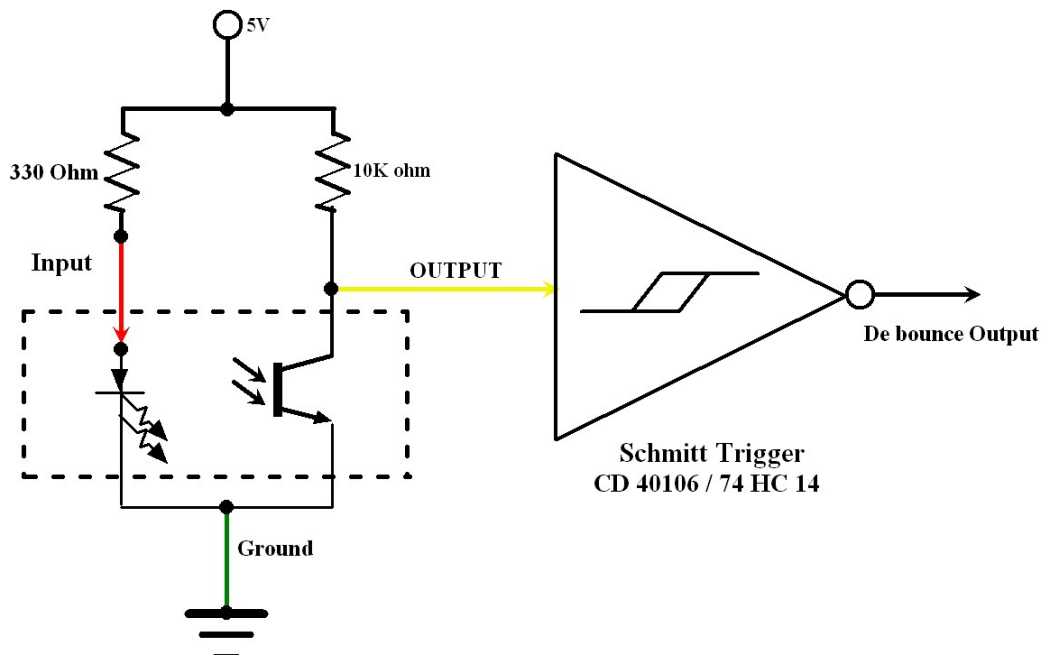 5V
330 Ohm
10K ohm
Input
OUTPUT
De bounce Output
Schmitt Trigger
CD 40106 / 74 HC 14
Ground